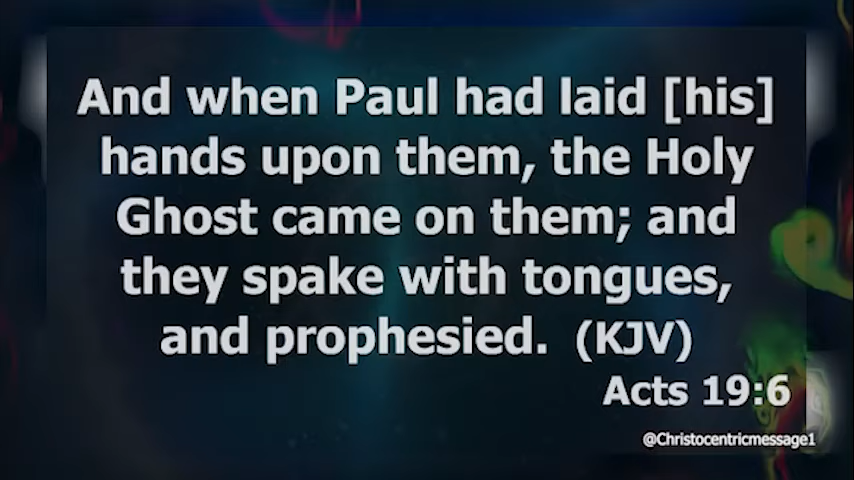 And when Paul had laid [his]
hands upon them, the Holy
Ghost came on them; and
they spake with tongues,
and prophesied. (KJV)
Acts 19:6
@Christocentricmessage1